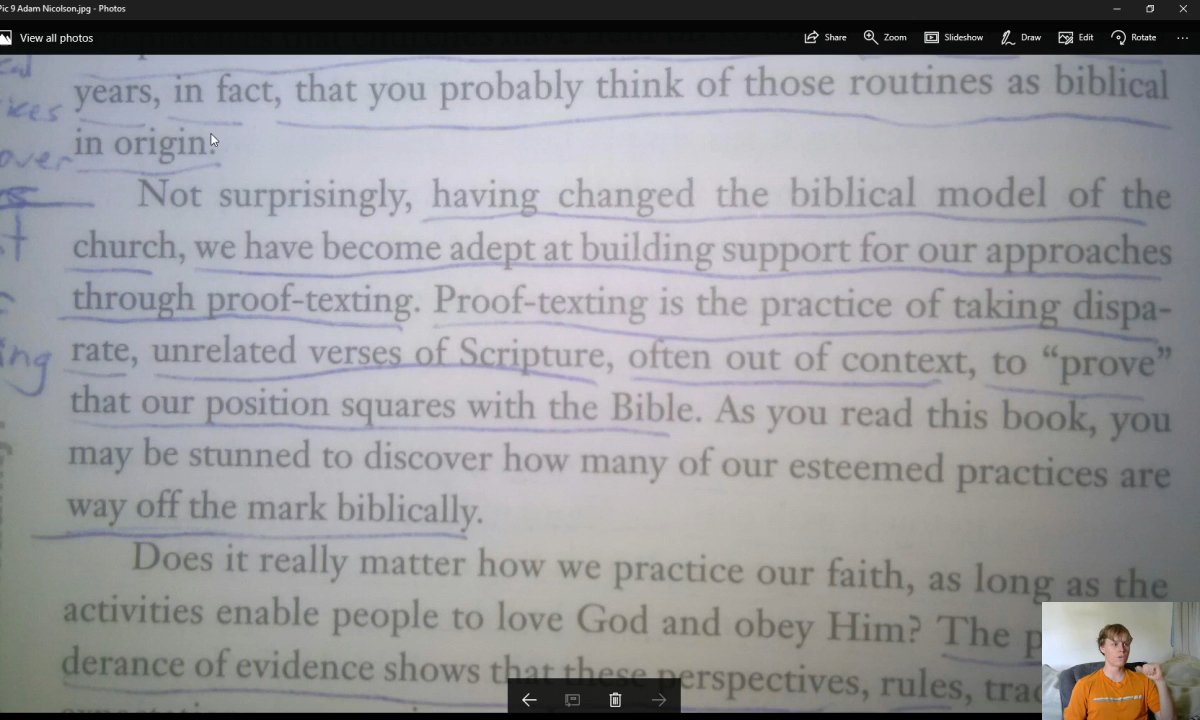 Pic 9 Adam Nicolson.jpg - Photos
View all photos
Share Zoom Slideshow Draw Edit Rotate
years, in fact, that you probably think of those routines as biblical
in origin.
over
Not surprisingly, having changed the biblical model of the
church, we have become adept at building support for our approaches
through proof-texting. Proof-texting is the practice of taking dispa-
rate, unrelated verses of Scripture, often out of context, to “prove”
ing
that our position squares with the Bible. As you read this book, you
may be stunned to discover how many of our esteemed practices are
way off the mark biblically.
Does it really matter how we practice our faith, as long as the
activities enable people to love God and obey Him? The
derance of evidence shows that these perspectives, rules,